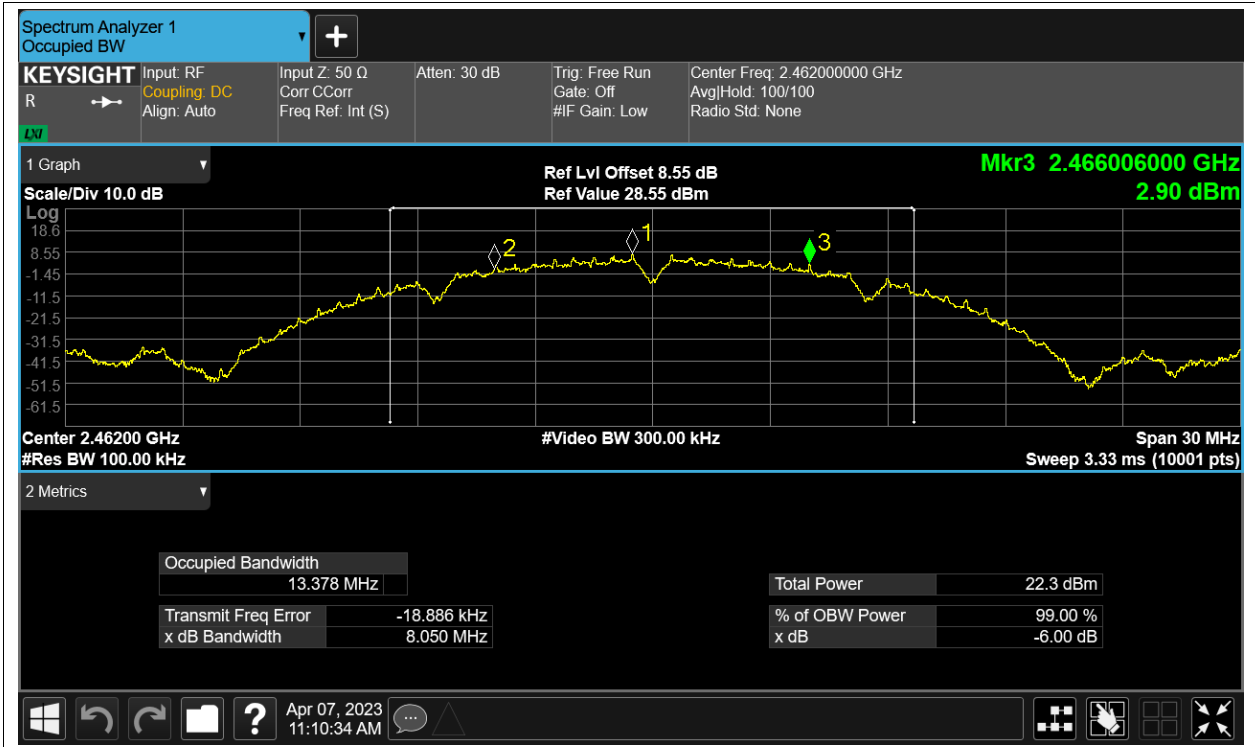 Spectrum Analyzer 1
Occupied BW
KEYSIGHT
R
LXI
Input: RF
Coupling: DC
Align: Auto
Input Z: 50 Ω
Corr CCorr
Freq Ref: Int (S)
Atten: 30 dB
Trig: Free Run
Gate: Off
#IF Gain: Low
Center Freq: 2.462000000 GHz
Avg|Hold: 100/100
Radio Std: None
1 Graph
Scale/Div 10.0 dB
Ref Lvl Offset 8.55 dB
Ref Value 28.55 dBm
Mkr3 2.466006000 GHz
2.90 dBm
Log
18.6
8.55
-1.45
-11.5
-21.5
-31.5
-41.5
-51.5
-61.5
2
1
3
Center 2.46200 GHz
#Video BW 300.00 kHz
Span 30 MHz
#Res BW 100.00 kHz
Sweep 3.33 ms (10001 pts)
2 Metrics
Occupied Bandwidth
13.378 MHz
Total Power 22.3 dBm
Transmit Freq Error -18.886 kHz
% of OBW Power 99.00 %
x dB Bandwidth 8.050 MHz
x dB -6.00 dB
?
Apr 07, 2023
11:10:34 AM